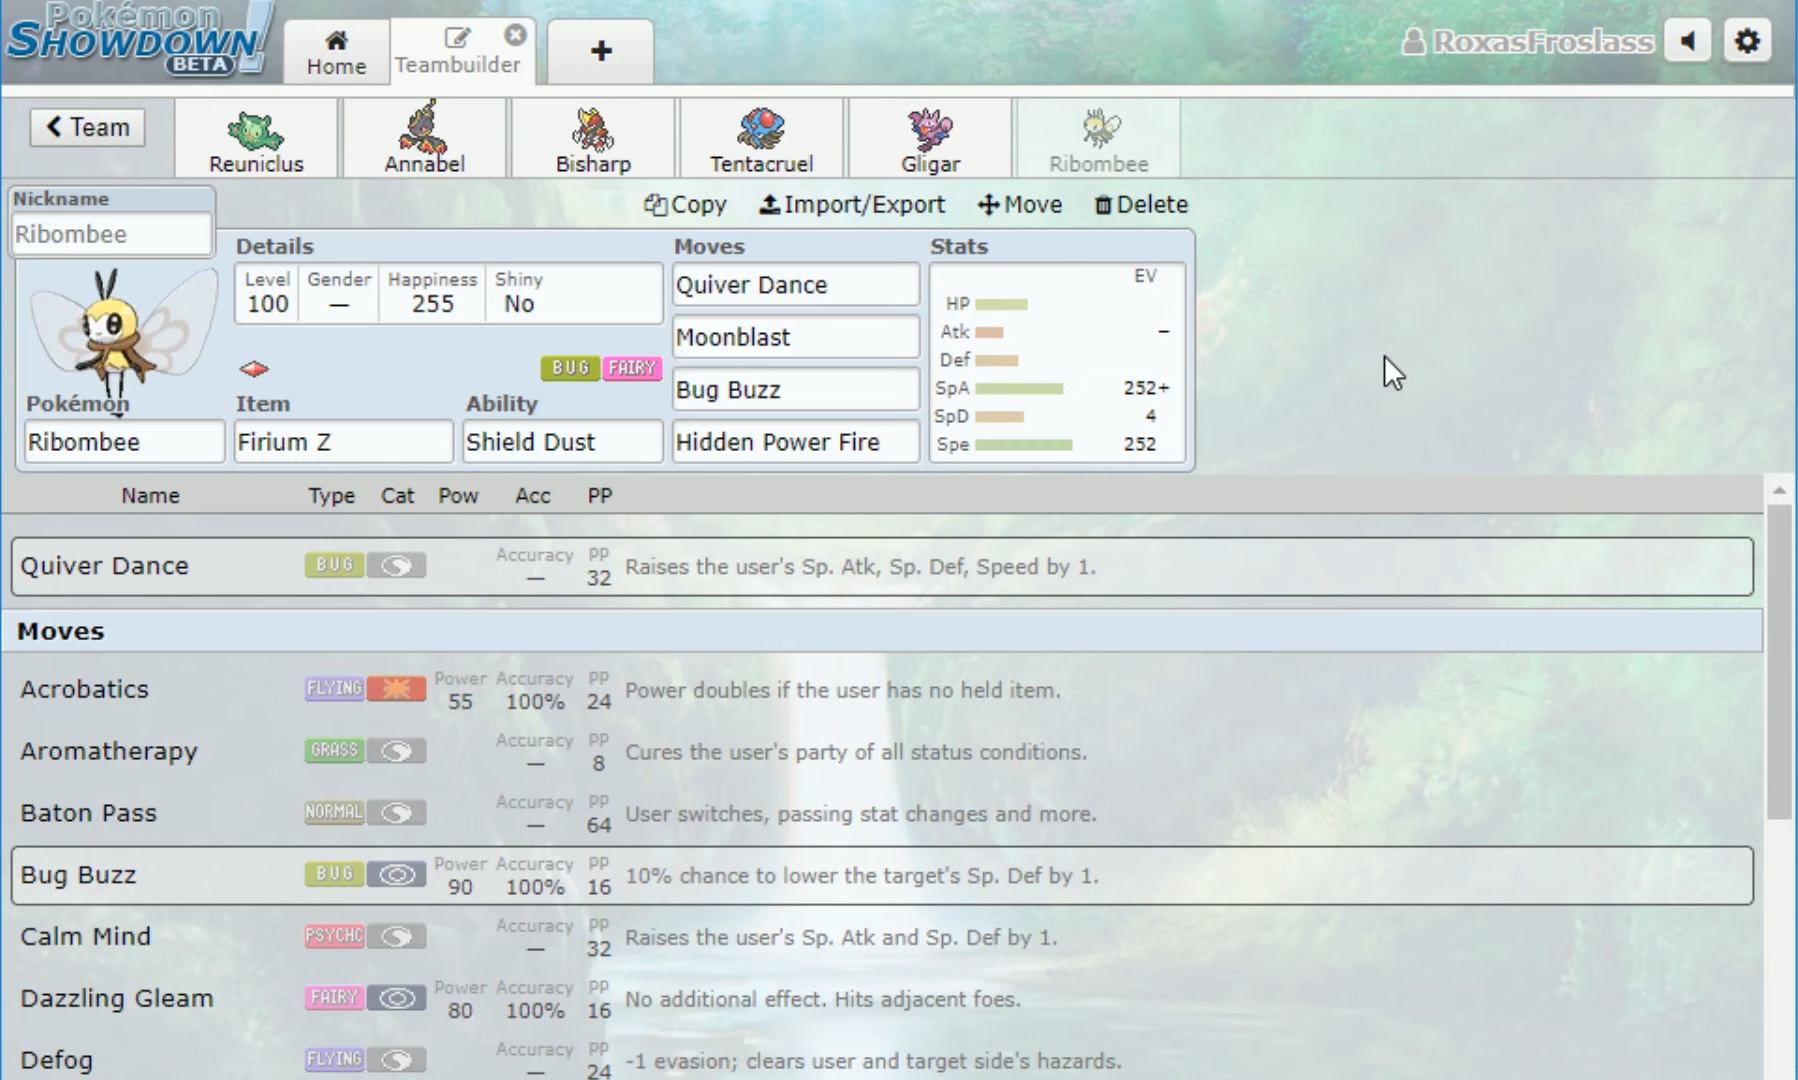 Pokémon
SHOWDOWN!
BETA
Home
Teambuilder
+
RoxasFroslass
Team
Reuniclus
Annabel
Bisharp
Tentacruel
Gligar
Ribombee
Nickname
Ribombee
Copy
Import/Export
Move
Delete
Details
Level
100
Gender
—
Happiness
255
Shiny
No
BUG FAIRY
Pokémon
Ribombee
Item
Firium Z
Ability
Shield Dust
Moves
Quiver Dance
Moonblast
Bug Buzz
Hidden Power Fire
Stats
EV
HP
Atk −
Def
SpA 252+
SpD 4
Spe 252
Name Type Cat Pow Acc PP
Quiver Dance BUG Accuracy — PP 32 Raises the user's Sp. Atk, Sp. Def, Speed by 1.
Moves
Acrobatics FLYING Power 55 Accuracy 100% PP 24 Power doubles if the user has no held item.
Aromatherapy GRASS Accuracy — PP 8 Cures the user's party of all status conditions.
Baton Pass NORMAL Accuracy — PP 64 User switches, passing stat changes and more.
Bug Buzz BUG Power 90 Accuracy 100% PP 16 10% chance to lower the target's Sp. Def by 1.
Calm Mind PSYCHC Accuracy — PP 32 Raises the user's Sp. Atk and Sp. Def by 1.
Dazzling Gleam FAIRY Power 80 Accuracy 100% PP 16 No additional effect. Hits adjacent foes.
Defog FLYING Accuracy — PP 24 -1 evasion; clears user and target side's hazards.